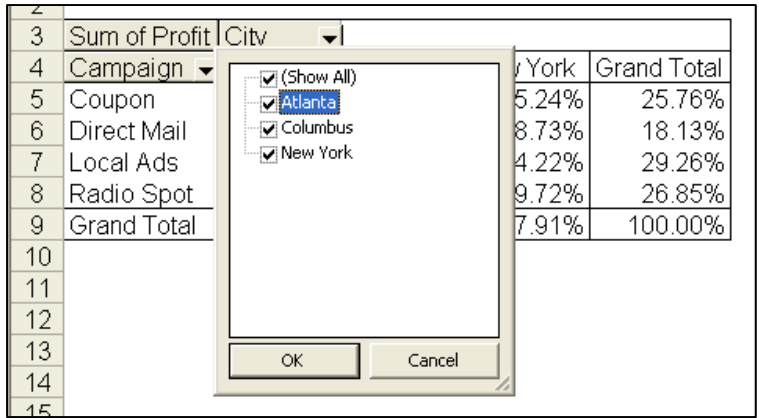 3 Sum of Profit City
4 Campaign York Grand Total
(Show All)
5 Coupon Atlanta 5.24% 25.76%
6 Direct Mail Columbus 8.73% 18.13%
7 Local Ads New York 4.22% 29.26%
8 Radio Spot 9.72% 26.85%
9 Grand Total 7.91% 100.00%
10
11
12
13
OK Cancel
14
15